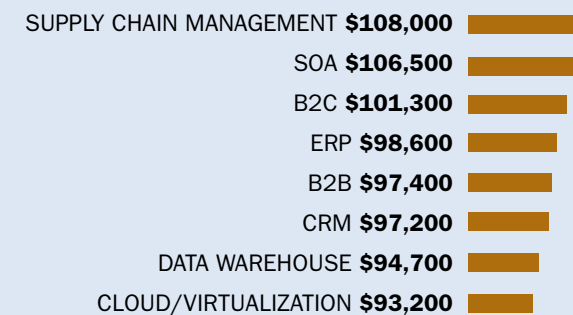 SUPPLY CHAIN MANAGEMENT $108,000
SOA $106,500
B2C $101,300
ERP $98,600
B2B $97,400
CRM $97,200
DATA WAREHOUSE $94,700
CLOUD/VIRTUALIZATION $93,200